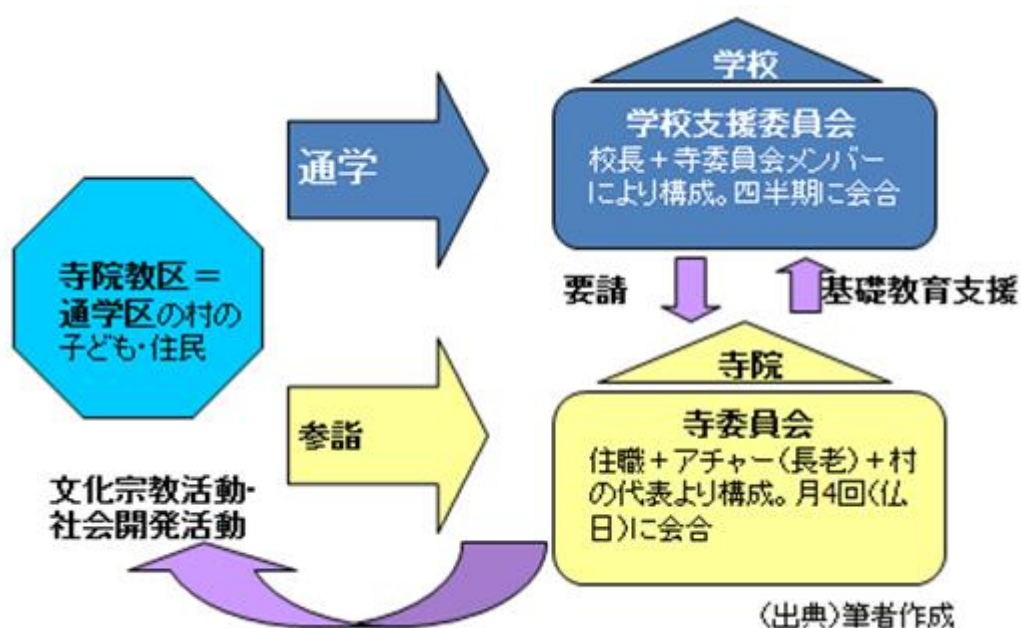 学校
学校支援委員会
校長+寺委員会メンバー
により構成。四半期に会合
通学
寺院教区=
通学区の村の
子ども・住民
要請
基礎教育支援
寺院
参詣
寺委員会
住職+アチャー(長老)+村
の代表より構成。月4回(仏
日)に会合
文化宗教活動・
社会開発活動
(出典)筆者作成